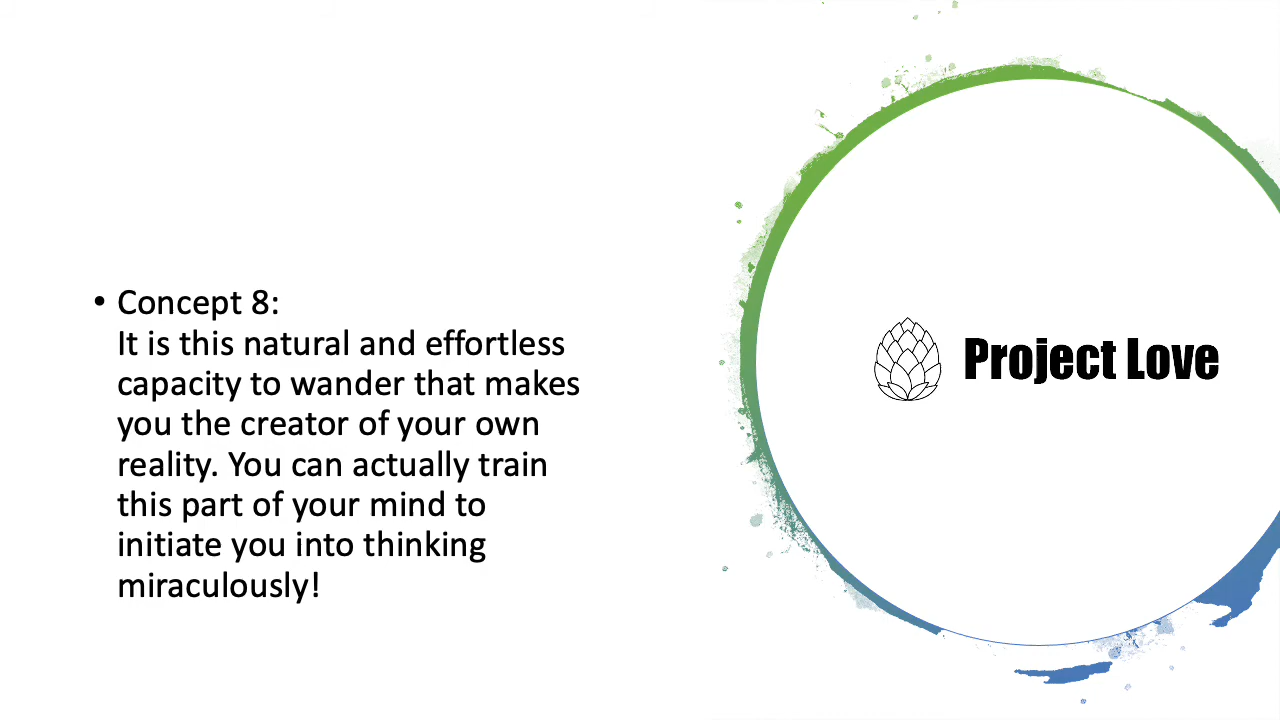 • Concept 8:
It is this natural and effortless
capacity to wander that makes
you the creator of your own
reality. You can actually train
this part of your mind to
initiate you into thinking
miraculously!
Project Love